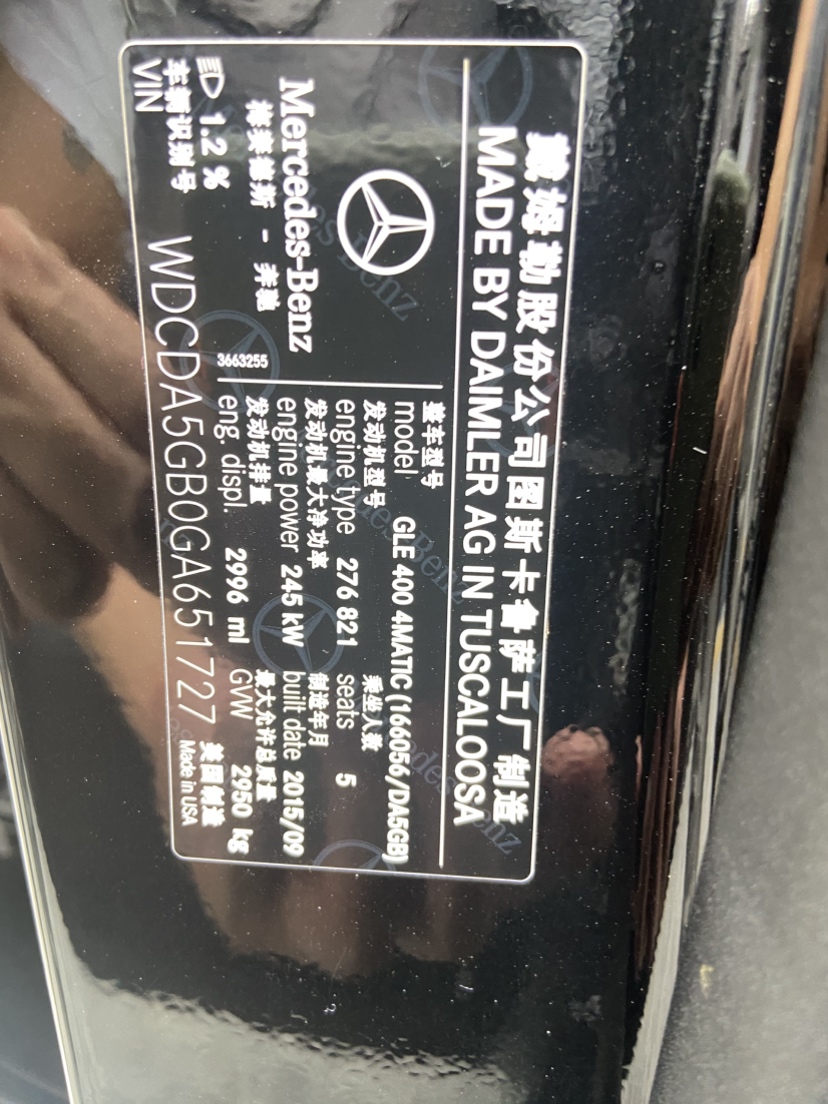 戴姆勒股份公司图斯卡鲁萨工厂制造
MADE BY DAIMLER AG IN TUSCALOOSA
Mercedes-Benz
梅赛德斯 - 奔驰
3663255
1.2 %
整车型号
model GLE 400 4MATIC (166056/DA5GB)
发动机型号 乘坐人数
engine type 276 821 seats 5
发动机最大净功率 制造年月
engine power 245 kW built date 2015/09
发动机排量 最大允许总质量
eng. displ. 2996 ml GVW 2950 kg
车辆识别号 美国制造
VIN WDCDA5GB0GA651727 Made in USA